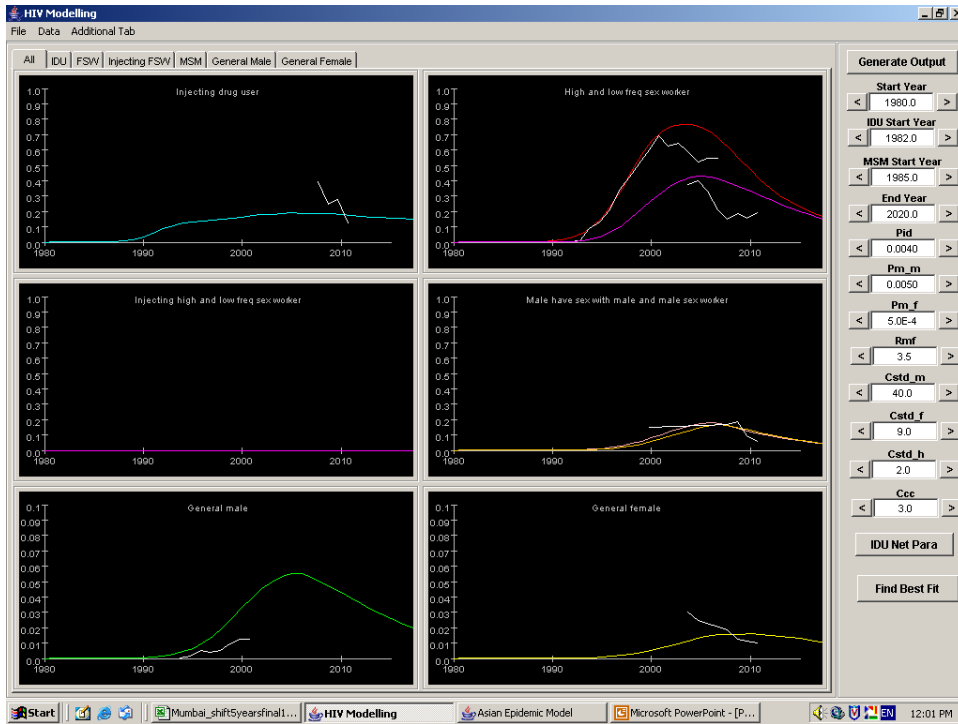 HIV Modelling
File Data Additional Tab
All IDU FSW Injecting FSW MSM General Male General Female
Injecting drug user
1.0
0.9
0.8
0.7
0.6
0.5
0.4
0.3
0.2
0.1
0.0
1980 1990 2000 2010
High and low freq sex worker
1.0
0.9
0.8
0.7
0.6
0.5
0.4
0.3
0.2
0.1
0.0
1980 1990 2000 2010
Injecting high and low freq sex worker
1.0
0.9
0.8
0.7
0.6
0.5
0.4
0.3
0.2
0.1
0.0
1980 1990 2000 2010
Male have sex with male and male sex worker
1.0
0.9
0.8
0.7
0.6
0.5
0.4
0.3
0.2
0.1
0.0
1980 1990 2000 2010
General male
0.1
0.09
0.08
0.07
0.06
0.05
0.04
0.03
0.02
0.01
0.0
1980 1990 2000 2010
General female
0.1
0.09
0.08
0.07
0.06
0.05
0.04
0.03
0.02
0.01
0.0
1980 1990 2000 2010
Generate Output
Start Year
< 1980.0 >
IDU Start Year
< 1982.0 >
MSM Start Year
< 1985.0 >
End Year
< 2020.0 >
Pid
< 0.0040 >
Pm_m
< 0.0050 >
Pm_f
< 5.0E-4 >
Rmf
< 3.5 >
Cstd_m
< 40.0 >
Cstd_f
< 9.0 >
Cstd_h
< 2.0 >
Ccc
< 3.0 >
IDU Net Para
Find Best Fit
Start Mumbai_shift5yearsfinal1... HIV Modelling Asian Epidemic Model Microsoft PowerPoint - [P... EN 12:01 PM